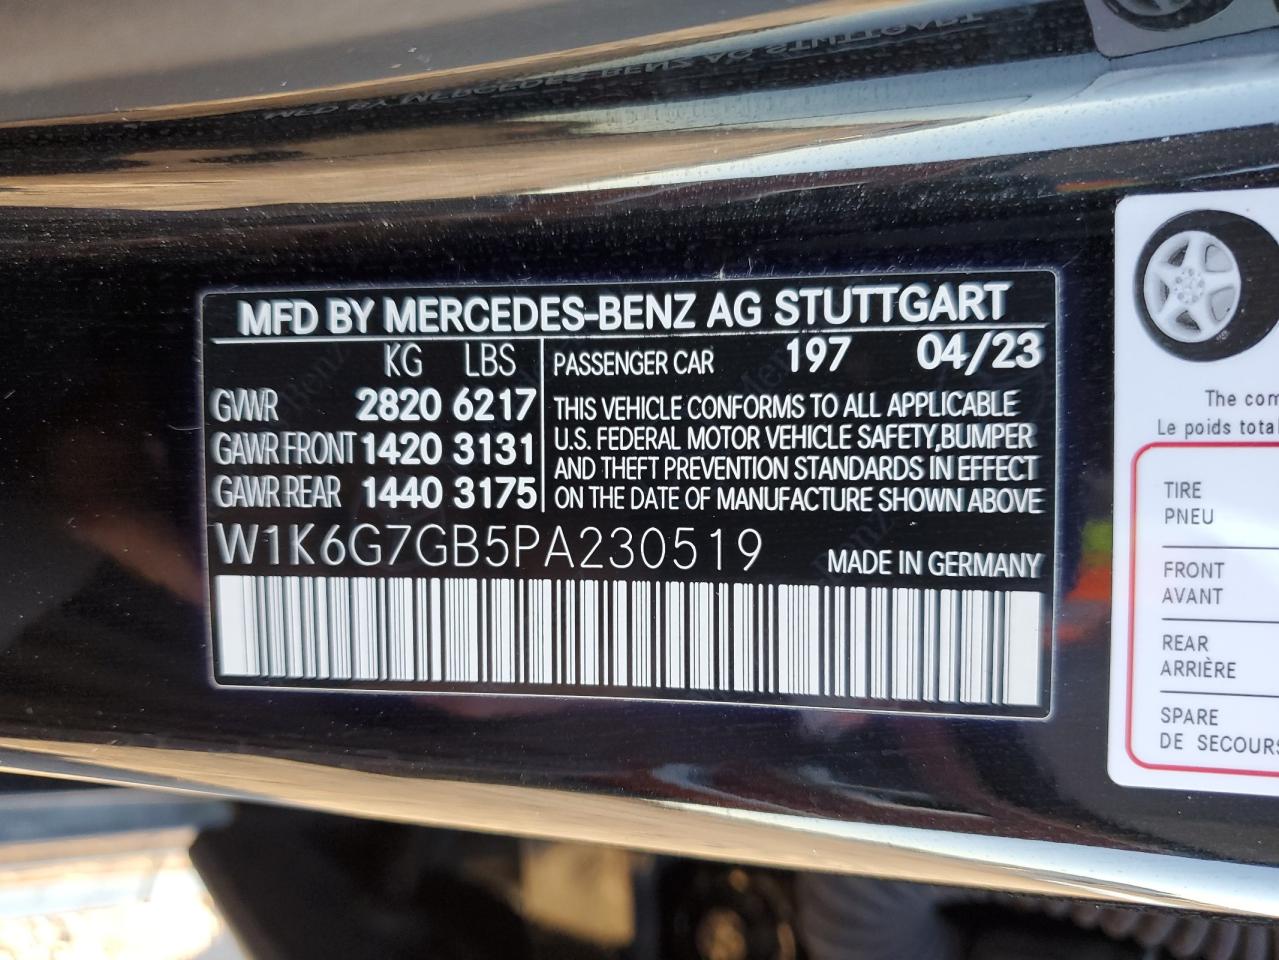 MFD BY MERCEDES-BENZ AG STUTTGART
KG LBS
GVWR 2820 6217
GAWR FRONT 1420 3131
GAWR REAR 1440 3175
PASSENGER CAR 197 04/23
THIS VEHICLE CONFORMS TO ALL APPLICABLE
U.S. FEDERAL MOTOR VEHICLE SAFETY,BUMPER
AND THEFT PREVENTION STANDARDS IN EFFECT
ON THE DATE OF MANUFACTURE SHOWN ABOVE
W1K6G7GB5PA230519
MADE IN GERMANY
The
Le poids
TIRE
PNEU
FRONT
AVANT
REAR
ARRIÈRE
SPARE
DE SECOURS